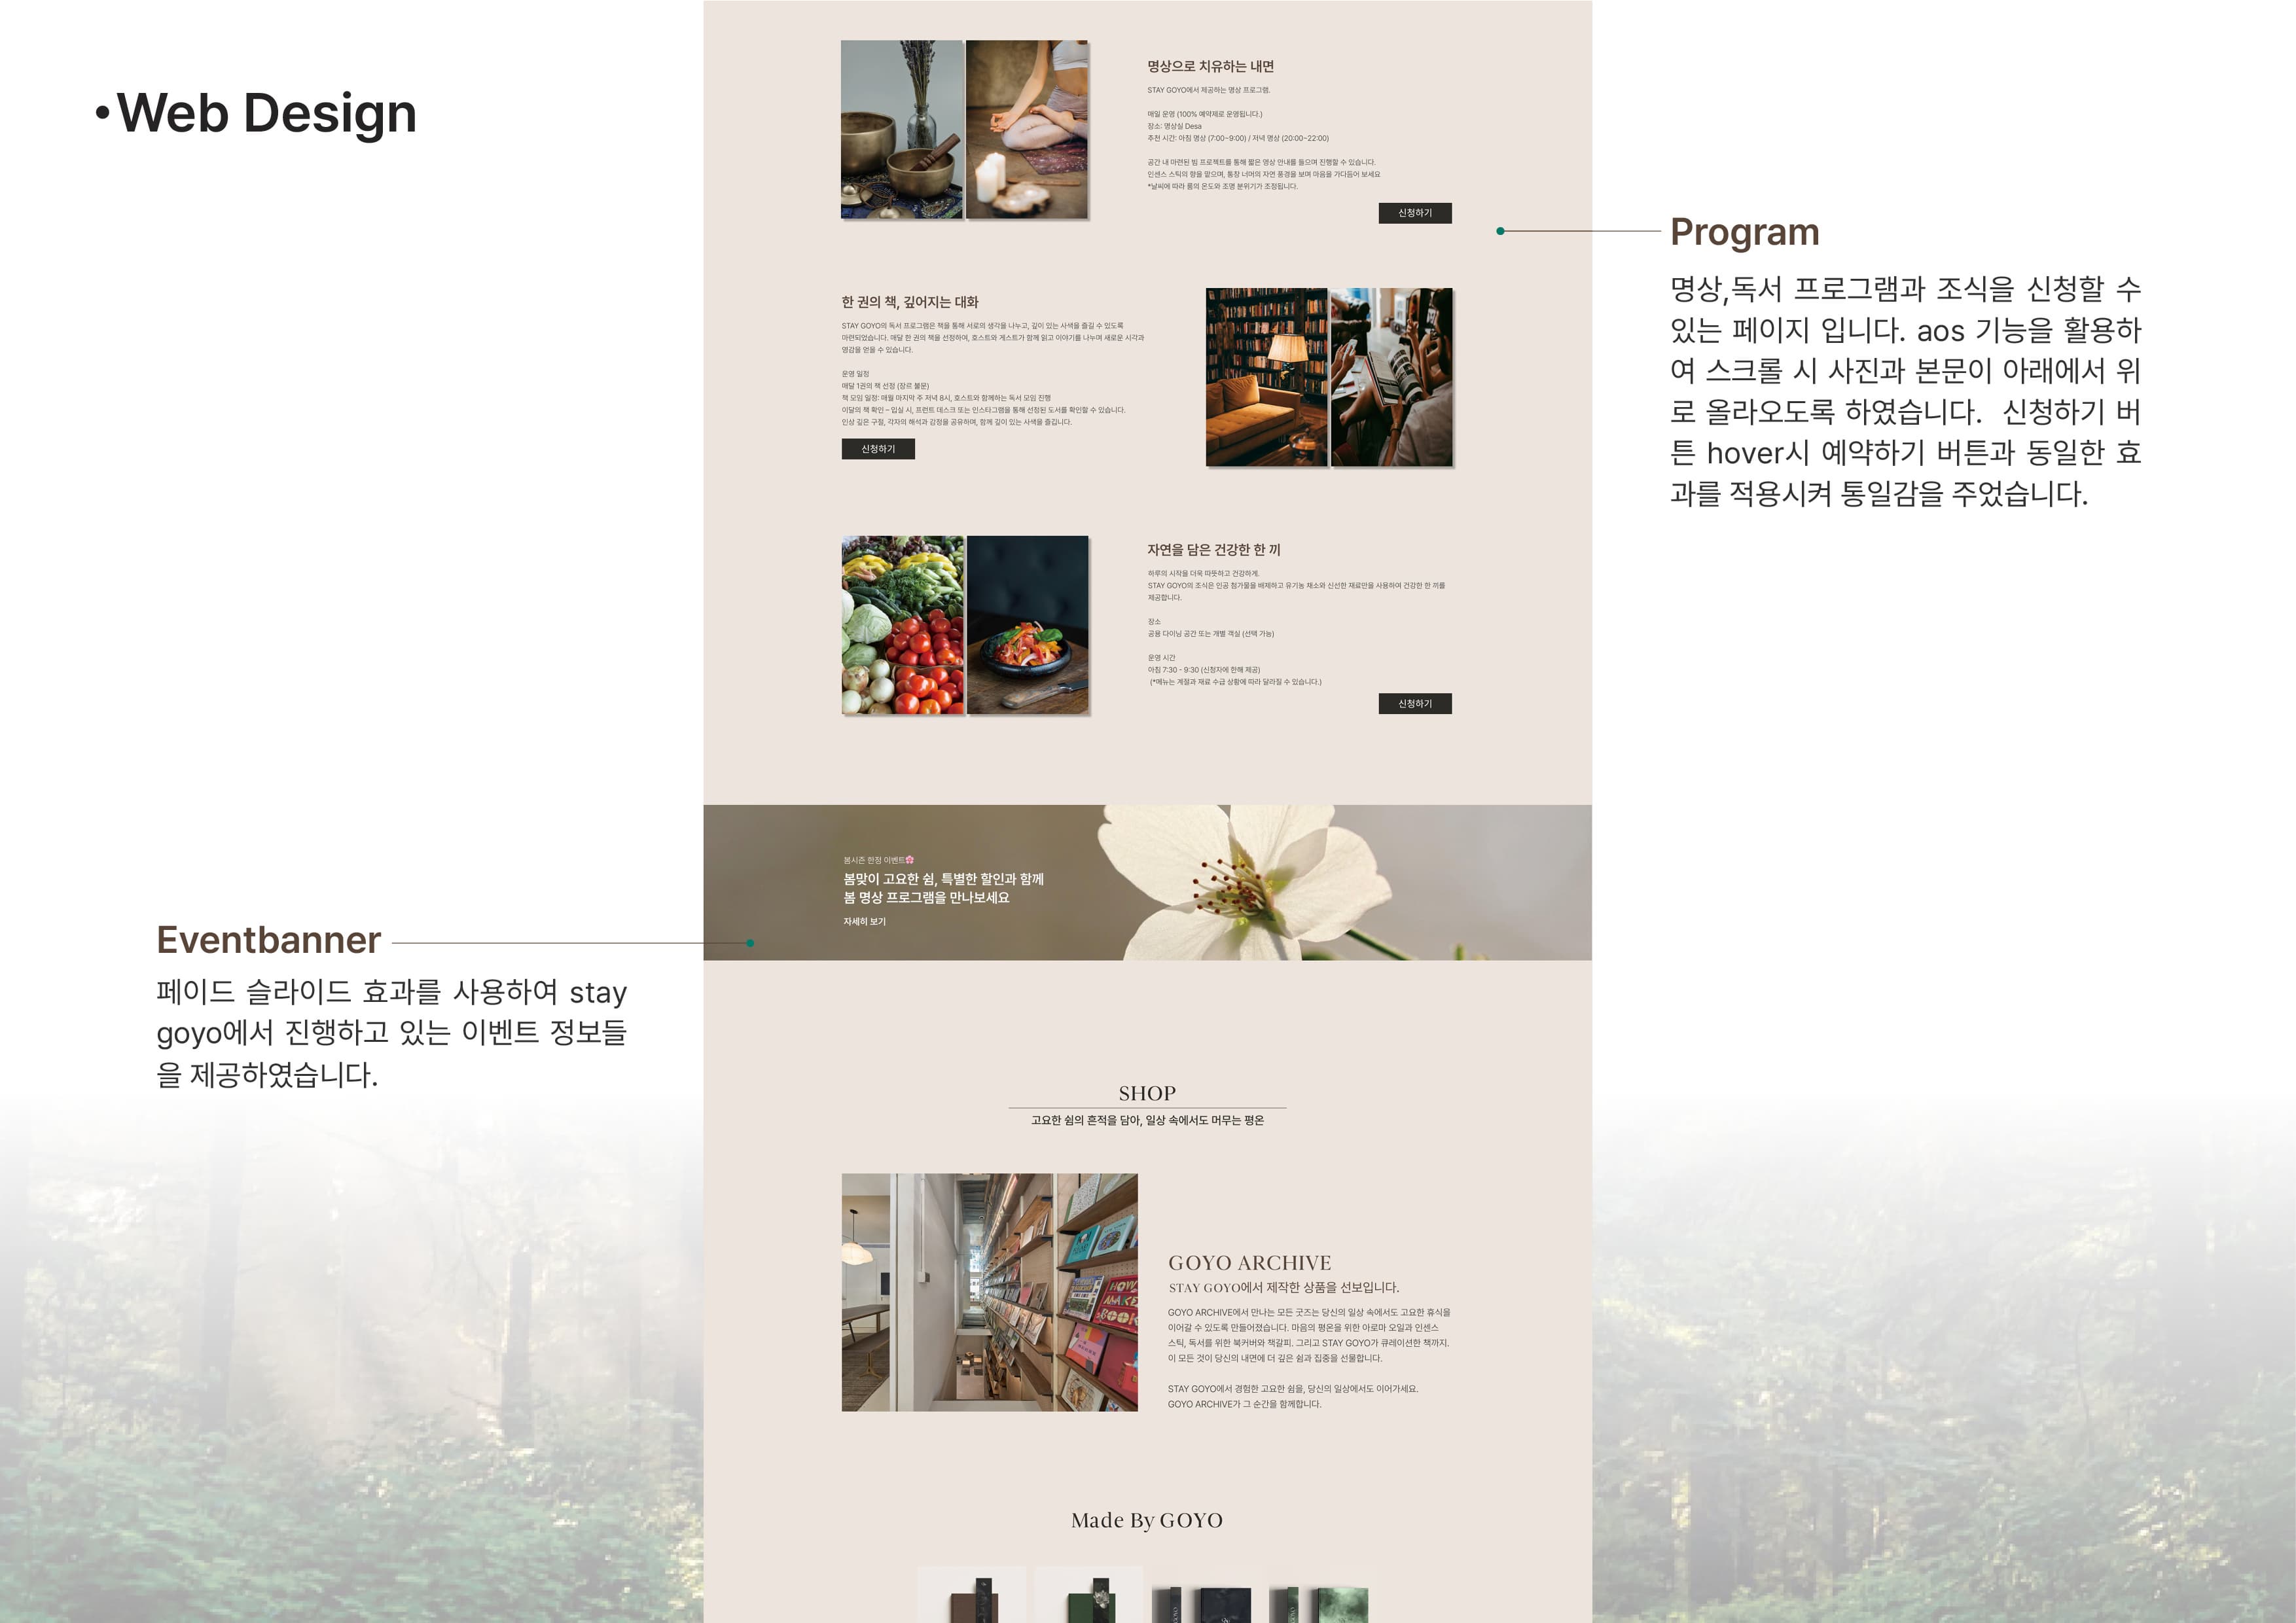 •Web Design
명상으로 치유하는 내면
STAY GOYO에서 제공하는 명상 프로그램.
매일 운영 (100% 예약제로 운영됩니다.)
장소: 명상실 Desa
추천 시간: 아침 명상 (7:00~9:00) / 저녁 명상 (20:00~22:00)
공간 내 마련된 빔 프로젝트를 통해 짧은 영상 안내를 들으며 진행할 수 있습니다.
인센스 스틱의 향을 맡으며, 통창 너머의 자연 풍경을 보며 마음을 가다듬어 보세요
*날씨에 따라 룸의 온도와 조명 분위기가 조정됩니다.
신청하기
Program
명상,독서 프로그램과 조식을 신청할 수
있는 페이지 입니다. aos 기능을 활용하
여 스크롤 시 사진과 본문이 아래에서 위
로 올라오도록 하였습니다. 신청하기 버
튼 hover시 예약하기 버튼과 동일한 효
과를 적용시켜 통일감을 주었습니다.
한 권의 책, 깊어지는 대화
STAY GOYO의 독서 프로그램은 책을 통해 서로의 생각을 나누고, 깊이 있는 사색을 즐길 수 있도록
마련되었습니다. 매달 한 권의 책을 선정하여, 호스트와 게스트가 함께 읽고 이야기를 나누며 새로운 시각과
영감을 얻을 수 있습니다.
운영 일정
매달 1권의 책 선정 (장르 불문)
책 모임 일정: 매월 마지막 주 저녁 8시, 호스트와 함께하는 독서 모임 진행
이달의 책 확인 – 입실 시, 프런트 데스크 또는 인스타그램을 통해 선정된 도서를 확인할 수 있습니다.
인상 깊은 구절, 각자의 해석과 감정을 공유하며, 함께 깊이 있는 사색을 즐깁니다.
신청하기
자연을 담은 건강한 한 끼
하루의 시작을 더욱 따뜻하고 건강하게.
STAY GOYO의 조식은 인공 첨가물을 배제하고 유기농 채소와 신선한 재료만을 사용하여 건강한 한 끼를
제공합니다.
장소
공용 다이닝 공간 또는 개별 객실 (선택 가능)
운영 시간
아침 7:30 - 9:30 (신청자에 한해 제공)
(*메뉴는 계절과 재료 수급 상황에 따라 달라질 수 있습니다.)
신청하기
봄시즌 한정 이벤트🌸
봄맞이 고요한 쉼, 특별한 할인과 함께
봄 명상 프로그램을 만나보세요
자세히 보기
Eventbanner
페이드 슬라이드 효과를 사용하여 stay
goyo에서 진행하고 있는 이벤트 정보들
을 제공하였습니다.
SHOP
고요한 쉼의 흔적을 담아, 일상 속에서도 머무는 평온
HOW
MAKE
BOOK
GOYO ARCHIVE
STAY GOYO에서 제작한 상품을 선보입니다.
GOYO ARCHIVE에서 만나는 모든 굿즈는 당신의 일상 속에서도 고요한 휴식을
이어갈 수 있도록 만들어졌습니다. 마음의 평온을 위한 아로마 오일과 인센스
스틱, 독서를 위한 북커버와 책갈피. 그리고 STAY GOYO가 큐레이션한 책까지.
이 모든 것이 당신의 내면에 더 깊은 쉼과 집중을 선물합니다.
STAY GOYO에서 경험한 고요한 쉼을, 당신의 일상에서도 이어가세요.
GOYO ARCHIVE가 그 순간을 함께합니다.
Made By GOYO